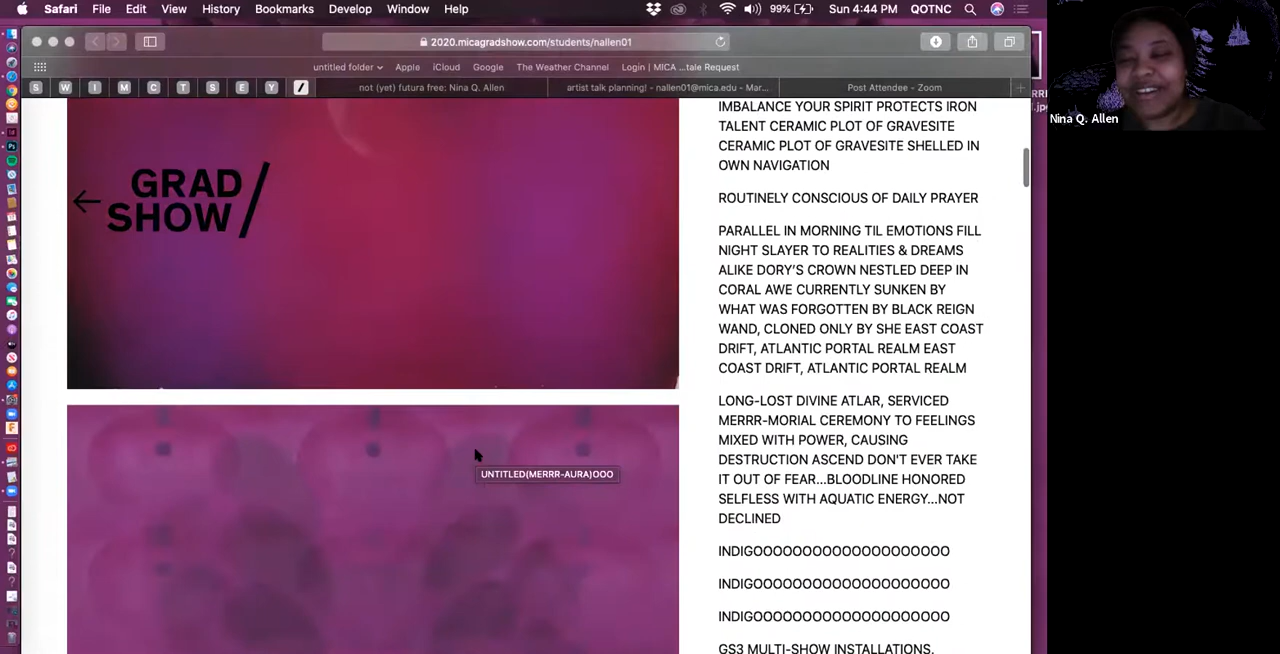 Safari File Edit View History Bookmarks Develop Window Help 99% Sun 4:44 PM QOTNC
2020.micagradshow.com/students/nallen01
untitled folder Apple iCloud Google The Weather Channel Login | MICA ...tale Request
S W I M C T S E Y / not (yet) futura free: Nina Q. Allen artist talk planning! - nallen01@mica.edu - Mar... Post Attendee - Zoom
Nina Q. Allen
GRAD
SHOW/
UNTITLED(MERRR-AURA)OOO
IMBALANCE YOUR SPIRIT PROTECTS IRON
TALENT CERAMIC PLOT OF GRAVESITE
CERAMIC PLOT OF GRAVESITE SHELLED IN
OWN NAVIGATION
ROUTINELY CONSCIOUS OF DAILY PRAYER
PARALLEL IN MORNING TIL EMOTIONS FILL
NIGHT SLAYER TO REALITIES & DREAMS
ALIKE DORY'S CROWN NESTLED DEEP IN
CORAL AWE CURRENTLY SUNKEN BY
WHAT WAS FORGOTTEN BY BLACK REIGN
WAND, CLONED ONLY BY SHE EAST COAST
DRIFT, ATLANTIC PORTAL REALM EAST
COAST DRIFT, ATLANTIC PORTAL REALM
LONG-LOST DIVINE ATLAR, SERVICED
MERRR-MORIAL CEREMONY TO FEELINGS
MIXED WITH POWER, CAUSING
DESTRUCTION ASCEND DON'T EVER TAKE
IT OUT OF FEAR...BLOODLINE HONORED
SELFLESS WITH AQUATIC ENERGY...NOT
DECLINED
INDIGOOOOOOOOOOOOOOOOOOOO
INDIGOOOOOOOOOOOOOOOOOOOO
INDIGOOOOOOOOOOOOOOOOOOOO
GS3 MULTI-SHOW INSTALLATIONS,